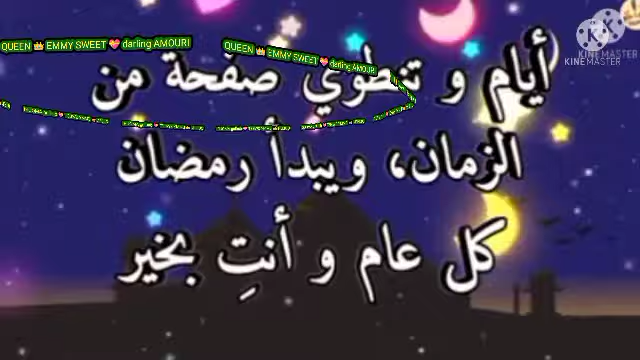 QUEEN 👑 EMMY SWEET 💖 darling AMOURI
QUEEN 👑 EMMY SWEET 💖 darling AMOURI
KINEMASTER
KINEMASTER
أيام و تنطوي صفحة من
الزمان، ويبدأ رمضان
كل عام و أنتِ بخير